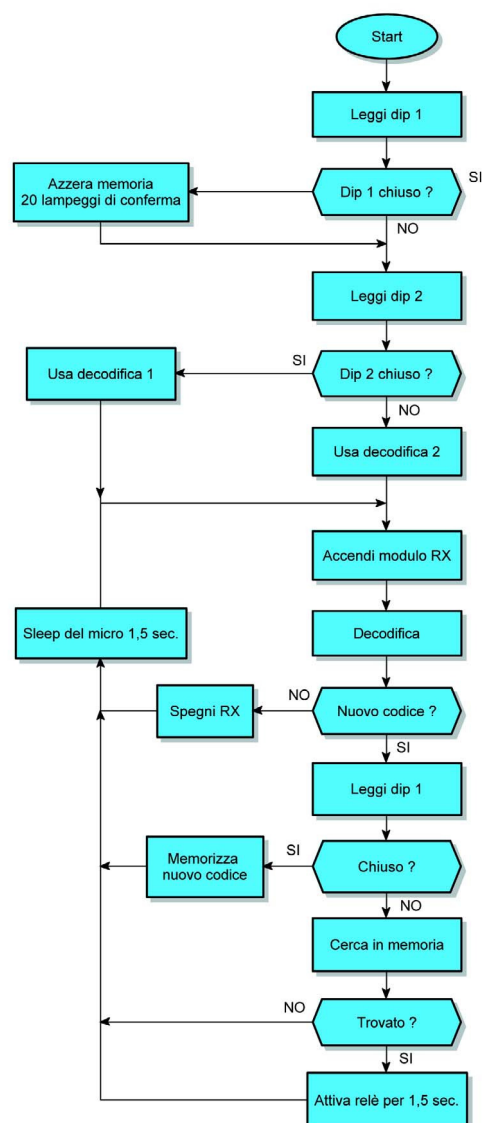 Start
Leggi dip 1
Dip 1 chiuso ?
SI
Azzera memoria
20 lampeggi di conferma
NO
Leggi dip 2
Dip 2 chiuso ?
SI
Usa decodifica 1
NO
Usa decodifica 2
Accendi modulo RX
Decodifica
Sleep del micro 1,5 sec.
Nuovo codice ?
NO
Spegni RX
SI
Leggi dip 1
Chiuso ?
SI
Memorizza
nuovo codice
NO
Cerca in memoria
Trovato ?
NO
SI
Attiva relè per 1,5 sec.